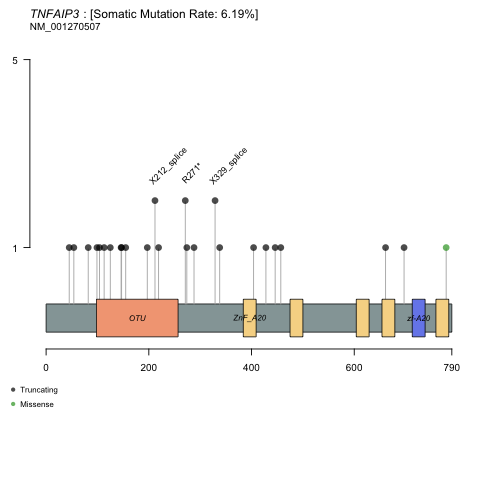 TNFAIP3 : [Somatic Mutation Rate: 6.19%]
NM_001270507
5
X212_splice
R271*
X329_splice
1
OTU
ZnF_A20
zf-A20
0
200
400
600
790
Truncating
Missense